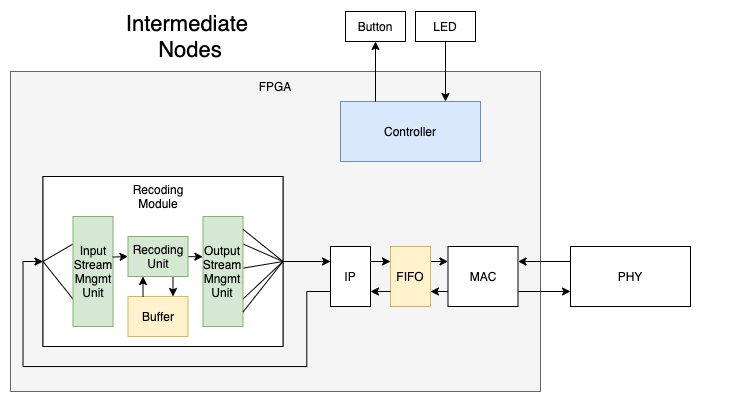 Intermediate
Nodes
Button
LED
FPGA
Controller
Recoding
Module
Input
Stream
Mngmt
Unit
Recoding
Unit
Output
Stream
Mngmt
Unit
Buffer
IP
FIFO
MAC
PHY